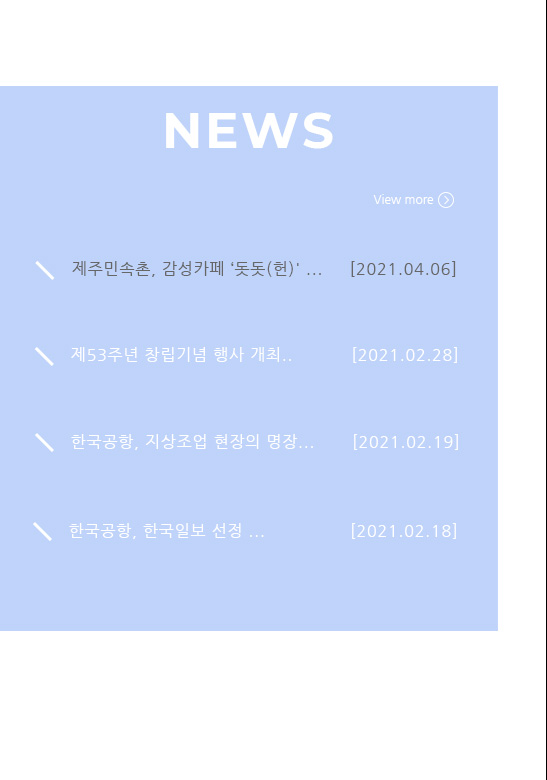 NEWS
View more
제주민속촌, 감성카페 ‘돗돗(헌)' ... [2021.04.06]
제53주년 창립기념 행사 개최.. [2021.02.28]
한국공항, 지상조업 현장의 명장... [2021.02.19]
한국공항, 한국일보 선정 ... [2021.02.18]